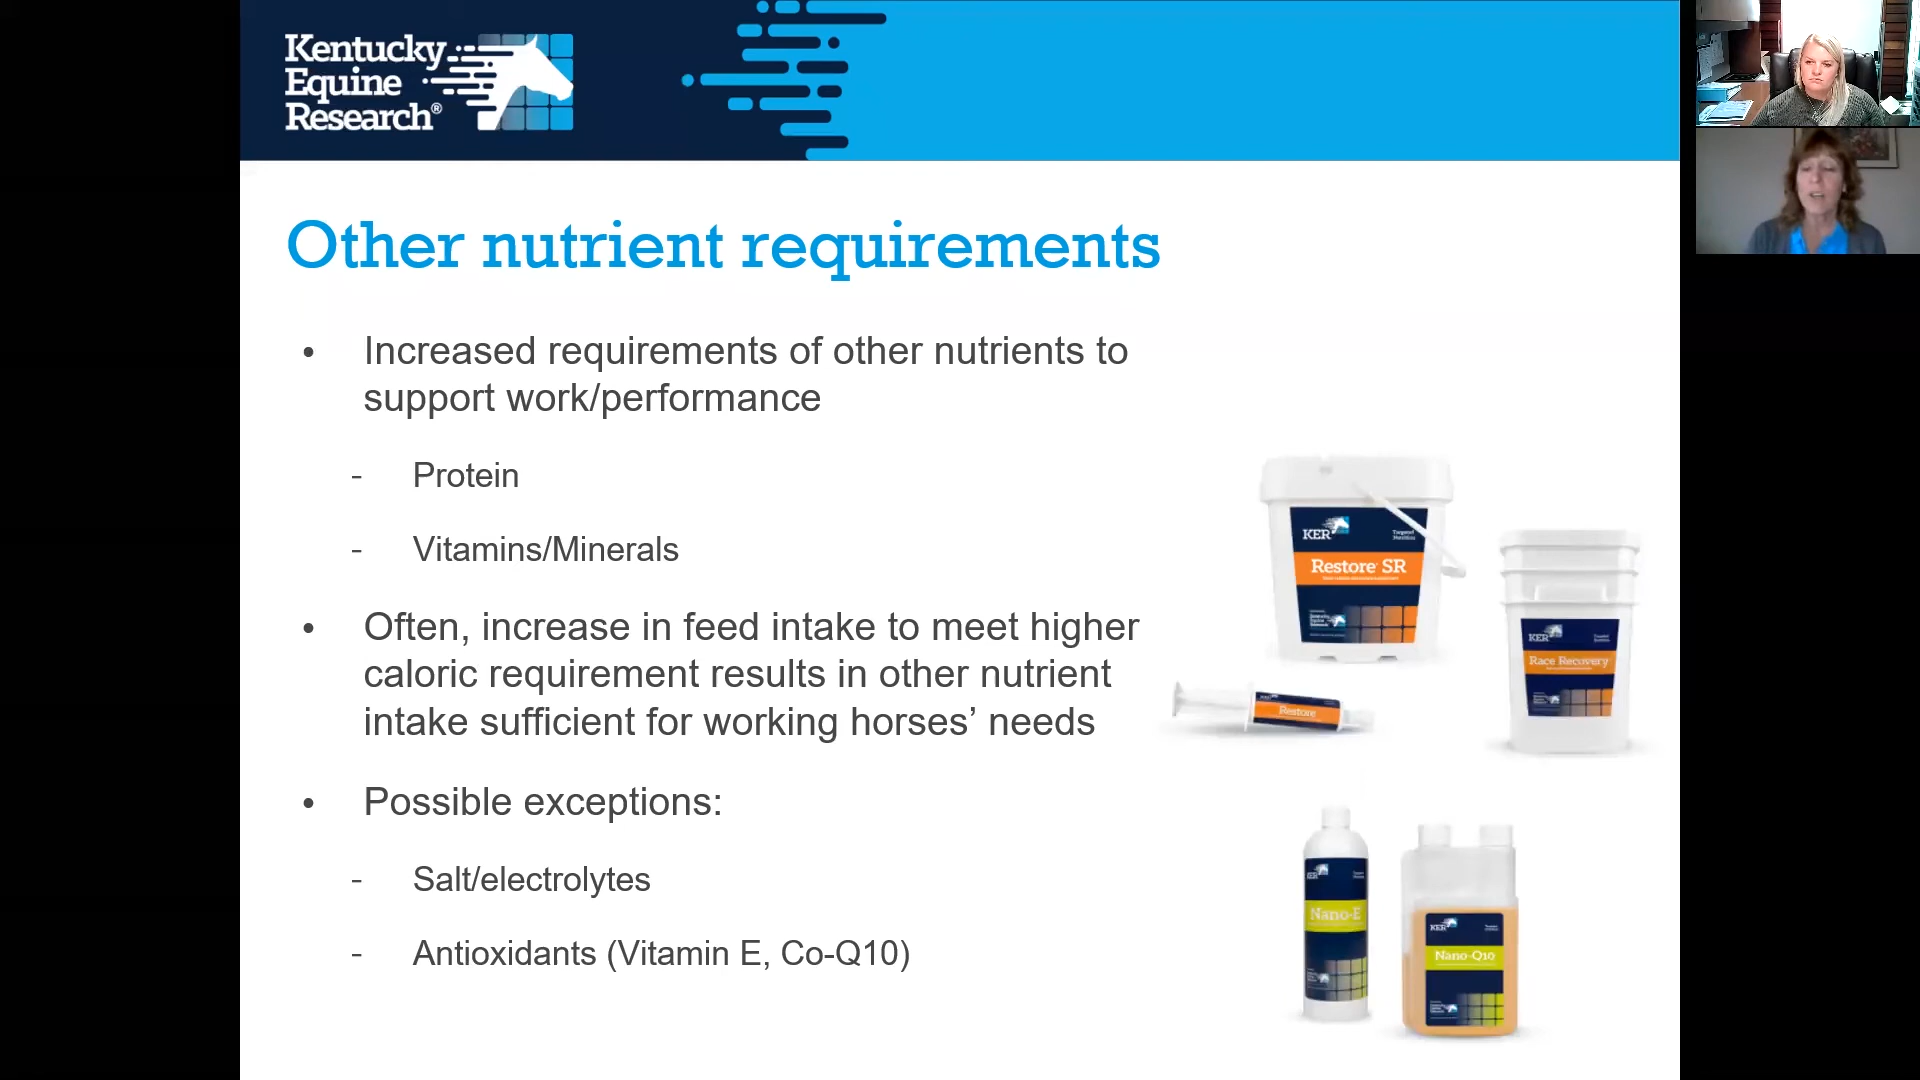 Kentucky
Equine
Research®
Other nutrient requirements
• Increased requirements of other nutrients to
support work/performance
- Protein
- Vitamins/Minerals
• Often, increase in feed intake to meet higher
caloric requirement results in other nutrient
intake sufficient for working horses’ needs
• Possible exceptions:
- Salt/electrolytes
- Antioxidants (Vitamin E, Co-Q10)
KER
Targeted
Nutrition
Restore SR
KER
Race Recovery
Restore
KER
Nano-E
KER
Nano-Q10